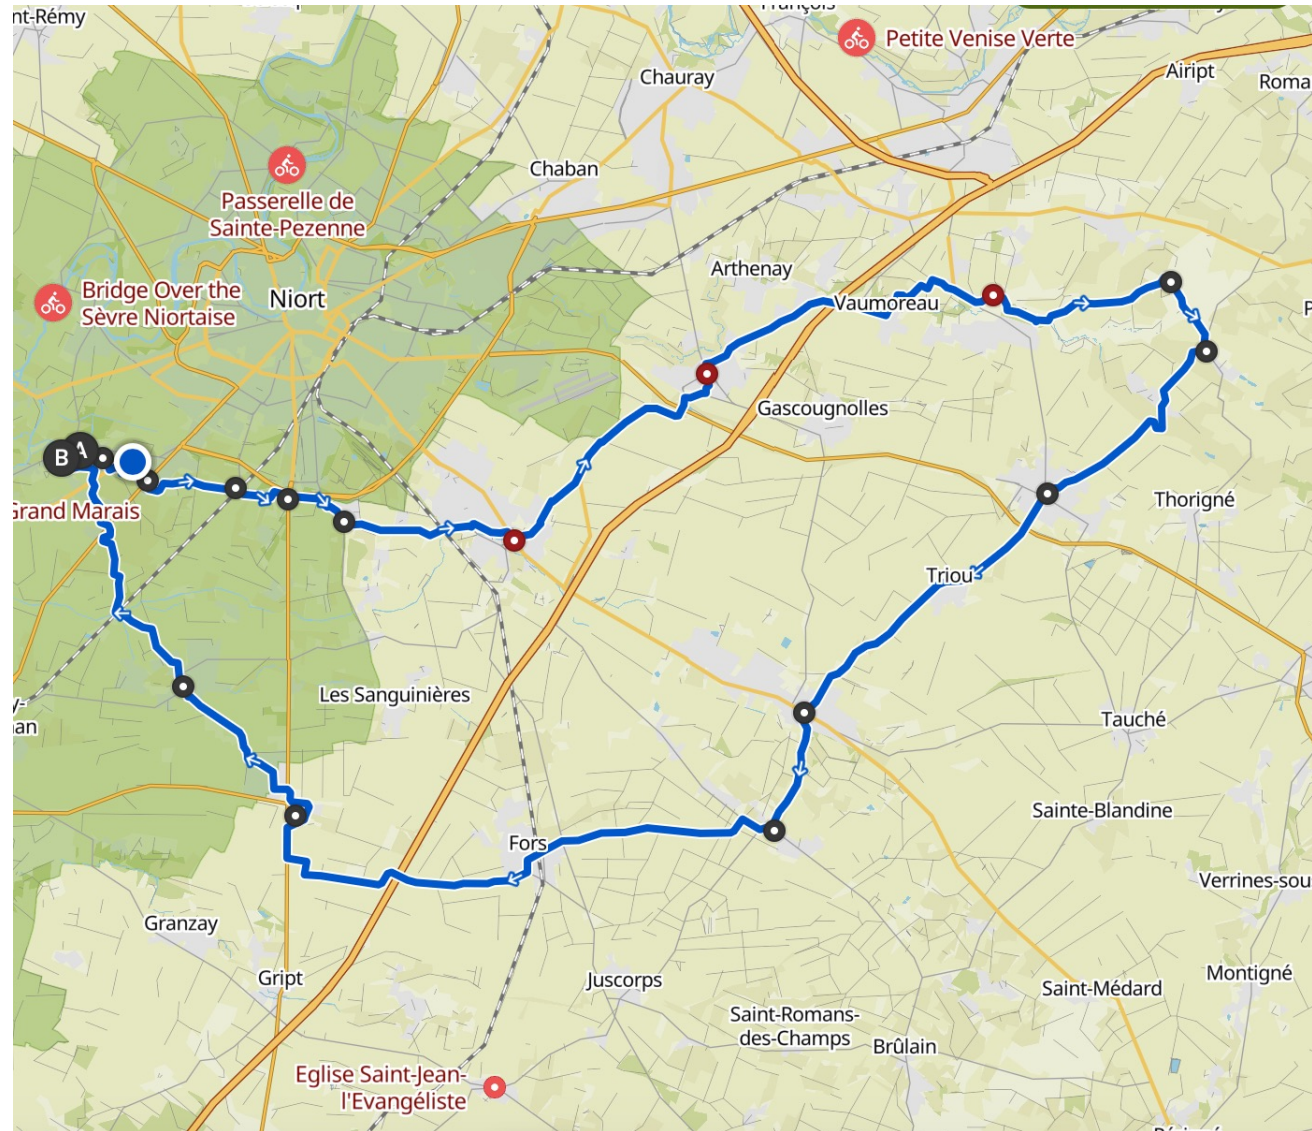 nt-Rémy
Petite Venise Verte
Chauray
Aiript
Roma
Chaban
Passerelle de
Sainte-Pezenne
Arthenay
Bridge Over the
Sèvre Niortaise
Niort
Vaumoreau
P
Gascougnolles
B
A
Grand Marais
Thorigné
Triou
Les Sanguinières
y-
an
Tauché
Sainte-Blandine
Fors
Verrines-sou
Granzay
Gript
Juscorps
Montigné
Saint-Médard
Saint-Romans-
des-Champs
Brûlain
Eglise Saint-Jean-
l'Evangéliste